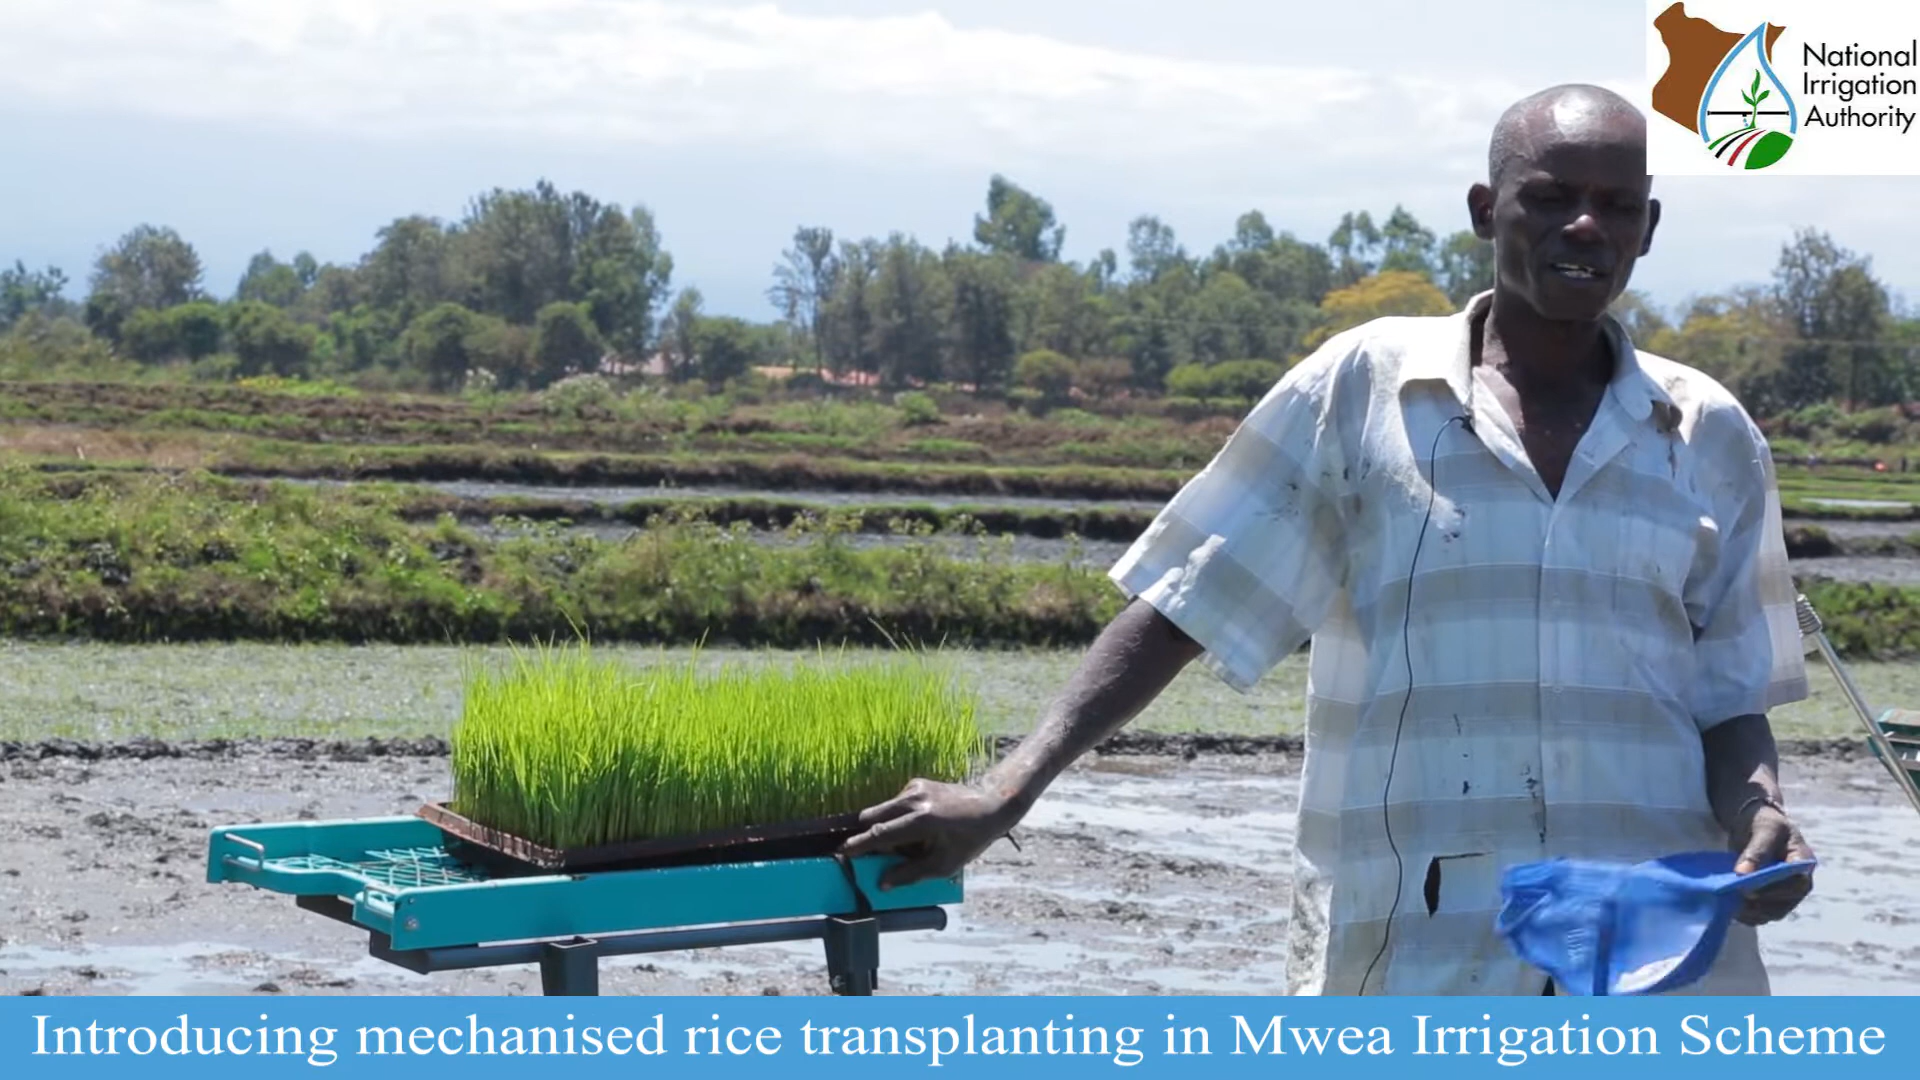 National
Irrigation
Authority
Introducing mechanised rice transplanting in Mwea Irrigation Scheme